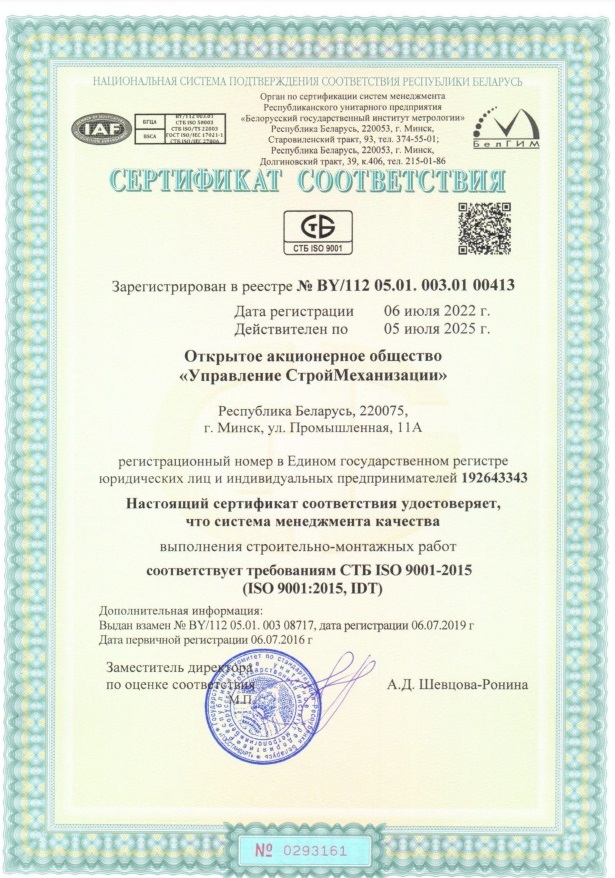 НАЦИОНАЛЬНАЯ СИСТЕМА ПОДТВЕРЖДЕНИЯ СООТВЕТСТВИЯ РЕСПУБЛИКИ БЕЛАРУСЬ
Орган по сертификации систем менеджмента
Республиканского унитарного предприятия
«Белорусский государственный институт метрологии»
Республика Беларусь, 220053, г. Минск,
Старовиленский тракт, 93, тел. 374-55-01;
Республика Беларусь, 220053, г. Минск,
Долгиновский тракт, 39, к.406, тел. 215-01-86
IAF
БГЦА
BSCA
BY/112 003.01
СТБ ISO 50003
СТБ ISO/TS 22003
ГОСТ ISO/IEC 17021-1
СТБ ISO/IEC 27006
БелГИМ
СЕРТИФИКАТ СООТВЕТСТВИЯ
СТБ
СТБ ISO 9001
Зарегистрирован в реестре № BY/112 05.01. 003.01 00413
Дата регистрации 06 июля 2022 г.
Действителен по 05 июля 2025 г.
Открытое акционерное общество
«Управление СтройМеханизации»
Республика Беларусь, 220075,
г. Минск, ул. Промышленная, 11А
регистрационный номер в Едином государственном регистре
юридических лиц и индивидуальных предпринимателей 192643343
Настоящий сертификат соответствия удостоверяет,
что система менеджмента качества
выполнения строительно-монтажных работ
соответствует требованиям СТБ ISO 9001-2015
(ISO 9001:2015, IDT)
Дополнительная информация:
Выдан взамен № BY/112 05.01. 003 08717, дата регистрации 06.07.2019 г
Дата первичной регистрации 06.07.2016 г
Заместитель директора
по оценке соответствия
А.Д. Шевцова-Ронина
М.П.
№ 0293161